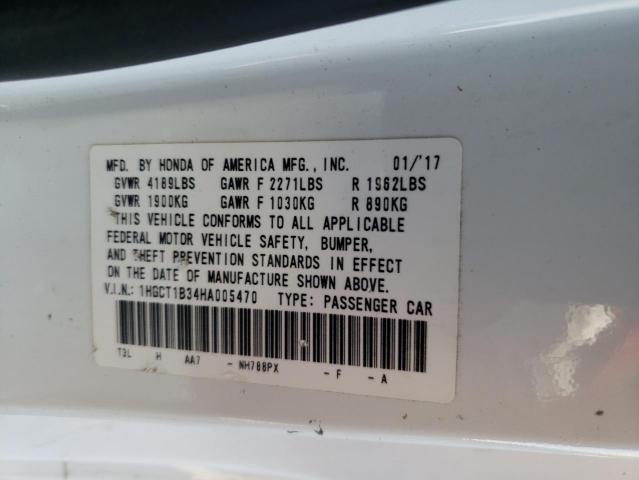 MFD. BY HONDA OF AMERICA MFG., INC. 01/'17
GVWR 4189LBS GAWR F 2271LBS R 1962LBS
GVWR 1900KG GAWR F 1030KG R 890KG
THIS VEHICLE CONFORMS TO ALL APPLICABLE
FEDERAL MOTOR VEHICLE SAFETY, BUMPER,
AND THEFT PREVENTION STANDARDS IN EFFECT
ON THE DATE OF MANUFACTURE SHOWN ABOVE.
V.I.N.: 1HGCT1B34HA005470 TYPE: PASSENGER CAR
T3L H AA7 - NH788PX - F - A